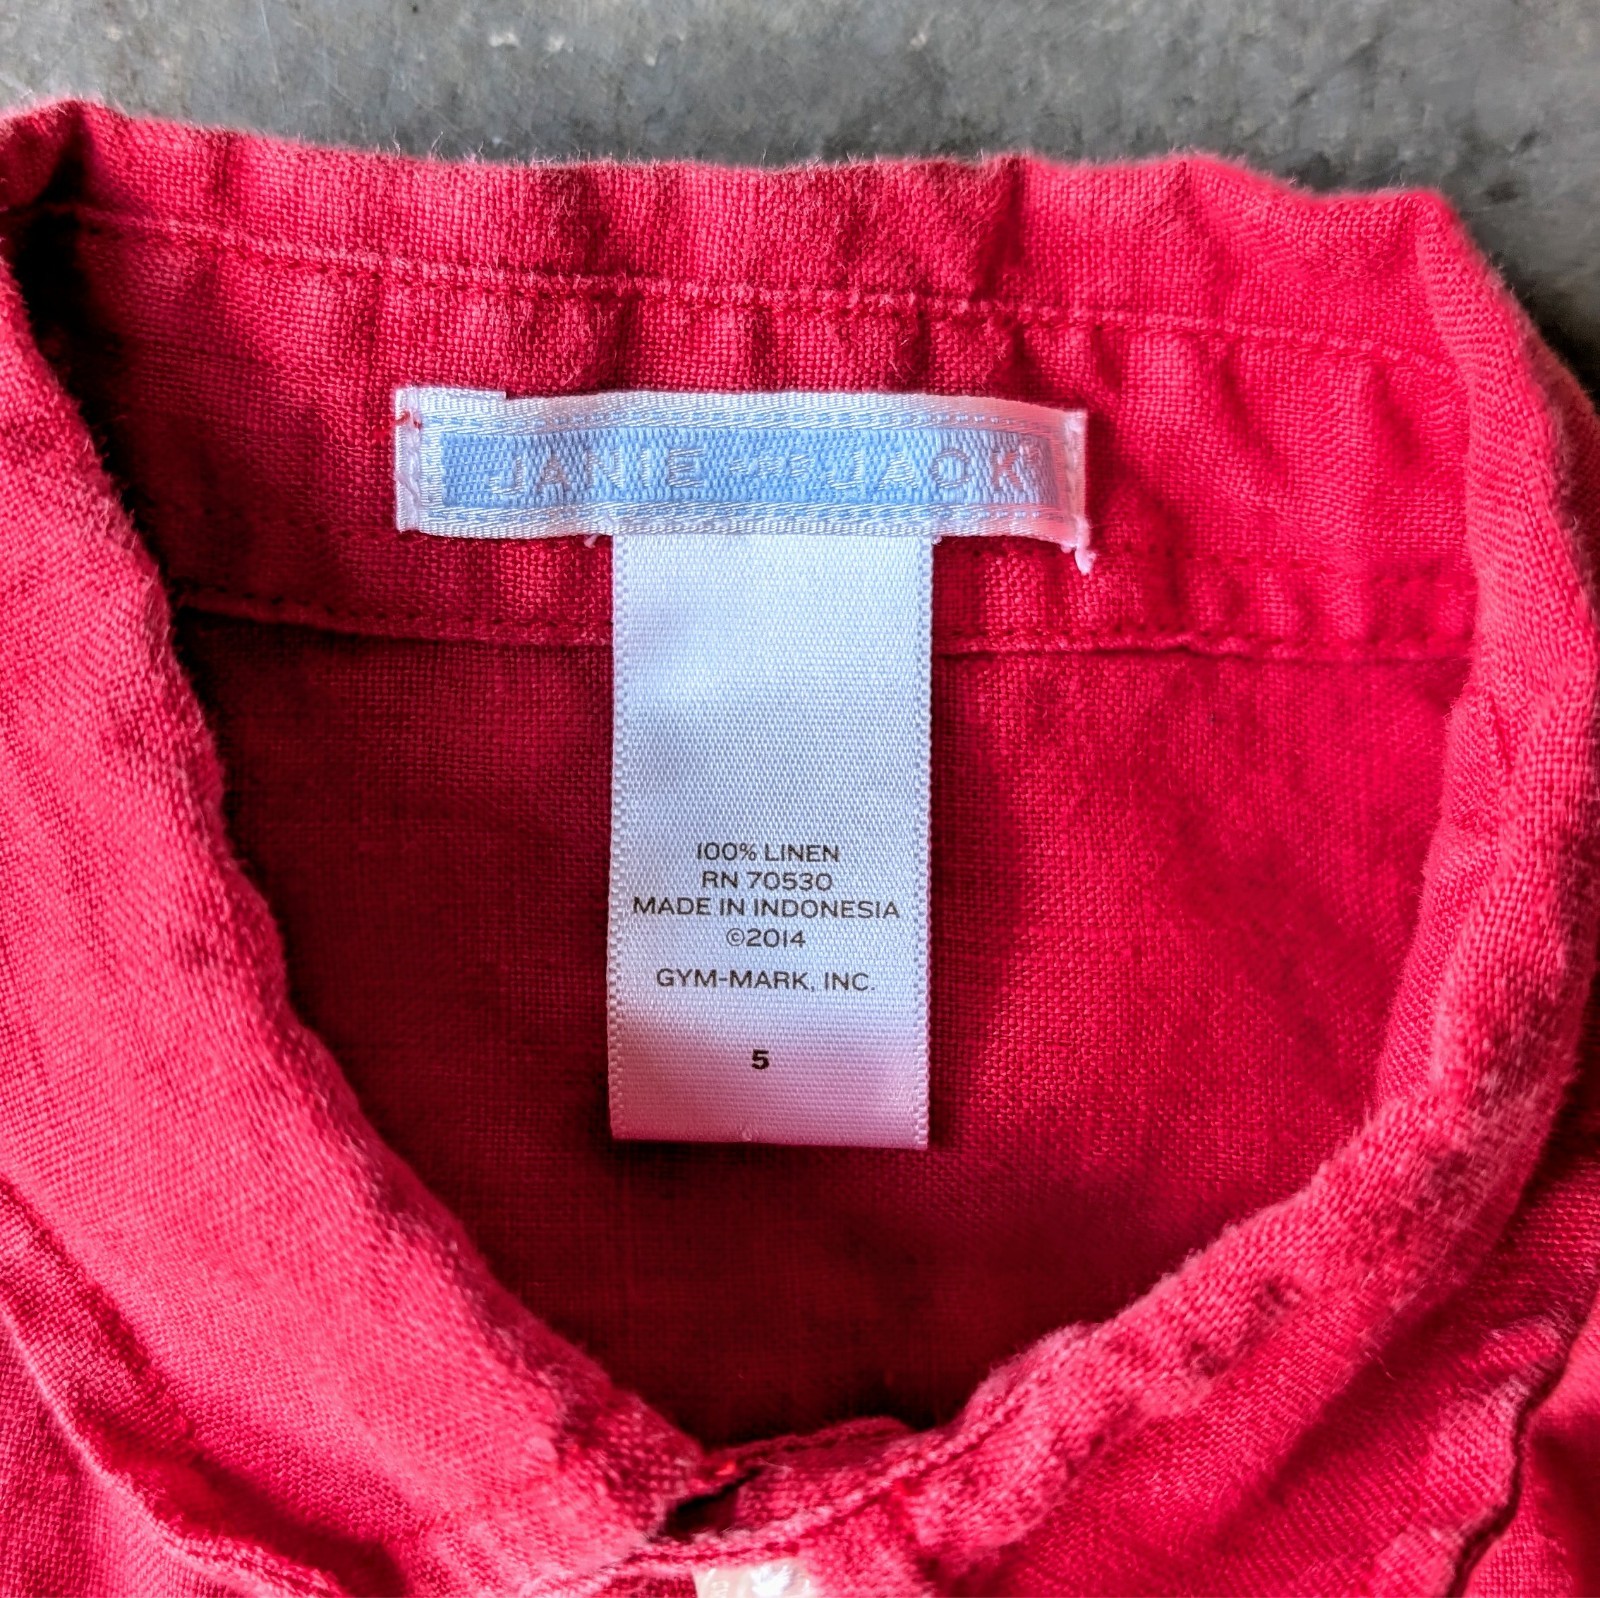 JANIE AND JACK
100% LINEN
RN 70530
MADE IN INDONESIA
©2014
GYM-MARK, INC.
5